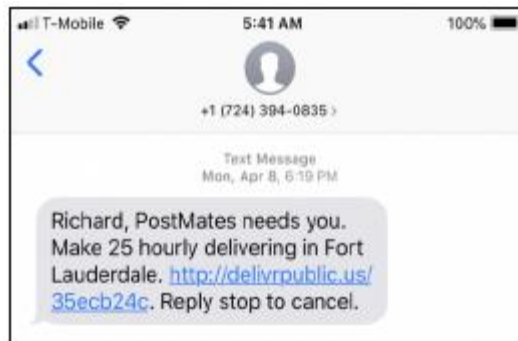 T-Mobile 5:41 AM 100%
+1 (724) 394-0835 >
Text Message
Mon, Apr 8, 6:19 PM
Richard, PostMates needs you.
Make 25 hourly delivering in Fort
Lauderdale. http://delivrpublic.us/
35ecb24c. Reply stop to cancel.